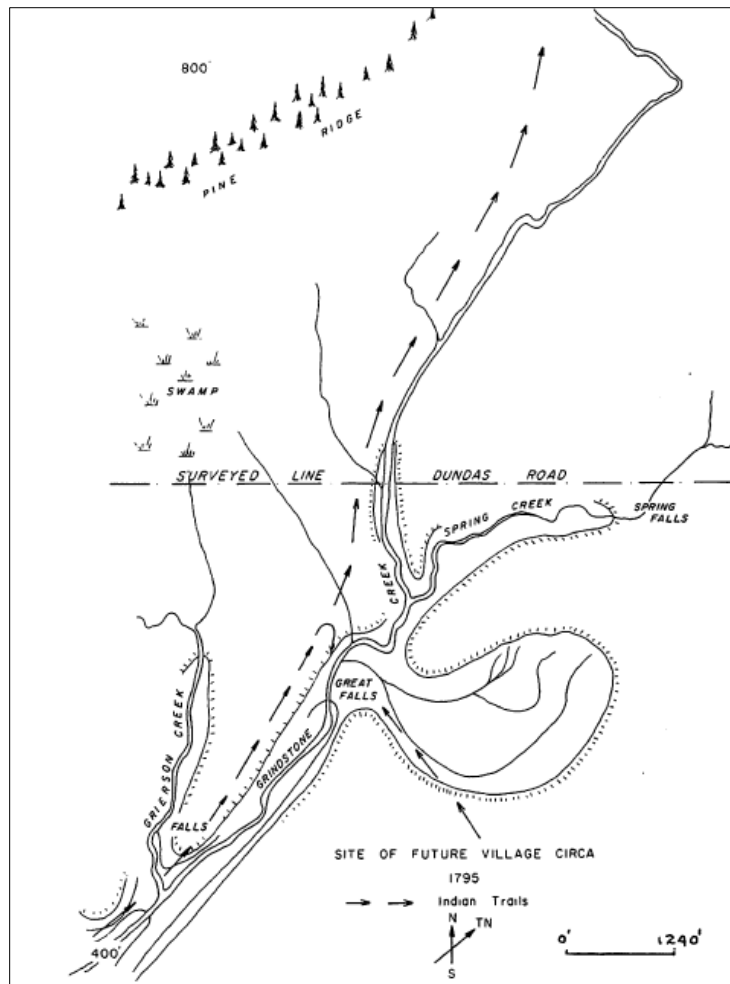 800'
RIDGE
PINE
SWAMP
SURVEYED LINE DUNDAS ROAD
SPRING CREEK
SPRING
FALLS
CREEK
GREAT
FALLS
GRINDSTONE
GRIERSON CREEK
FALLS
SITE OF FUTURE VILLAGE CIRCA
1795
Indian Trails
N
TN
S
0' 1240'
400'